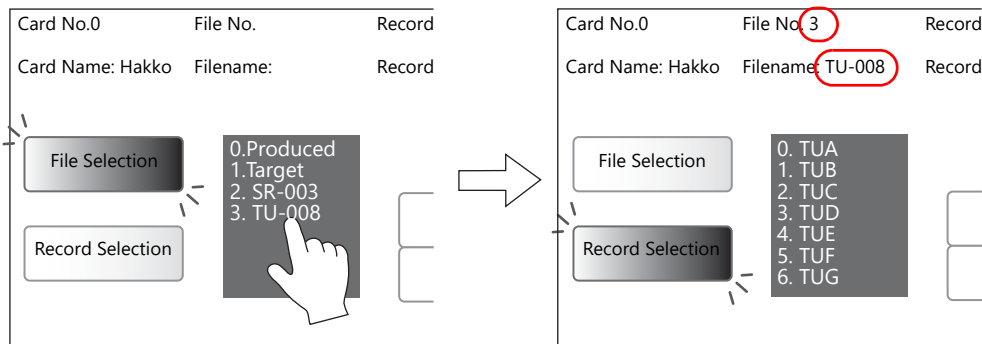 Card No.0 File No. Record
Card Name: Hakko Filename: Record
File Selection
0.Produced
1.Target
2. SR-003
3. TU-008
Record Selection
Card No.0 File No. 3 Record
Card Name: Hakko Filename: TU-008 Record
File Selection
0. TUA
1. TUB
2. TUC
3. TUD
4. TUE
5. TUF
6. TUG
Record Selection